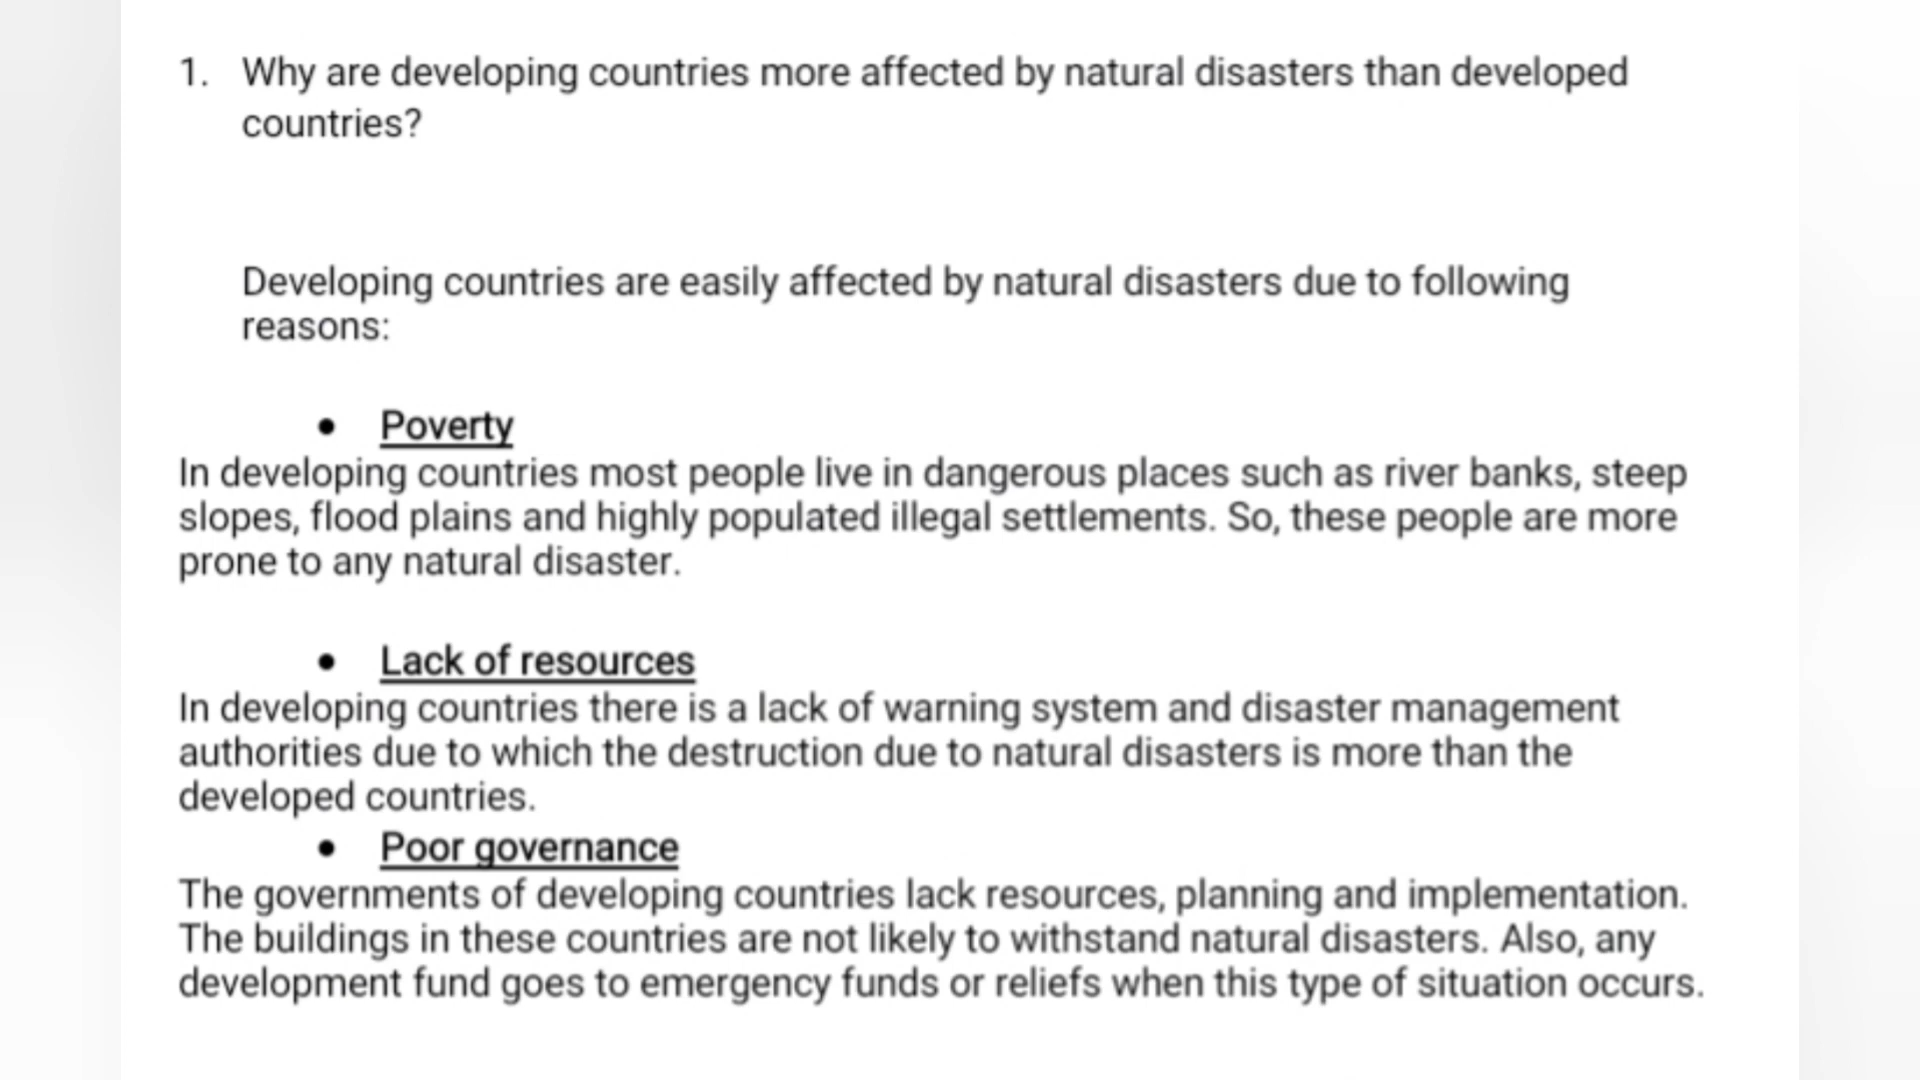 1. Why are developing countries more affected by natural disasters than developed
countries?
Developing countries are easily affected by natural disasters due to following
reasons:
• Poverty
In developing countries most people live in dangerous places such as river banks, steep
slopes, flood plains and highly populated illegal settlements. So, these people are more
prone to any natural disaster.
• Lack of resources
In developing countries there is a lack of warning system and disaster management
authorities due to which the destruction due to natural disasters is more than the
developed countries.
• Poor governance
The governments of developing countries lack resources, planning and implementation.
The buildings in these countries are not likely to withstand natural disasters. Also, any
development fund goes to emergency funds or reliefs when this type of situation occurs.